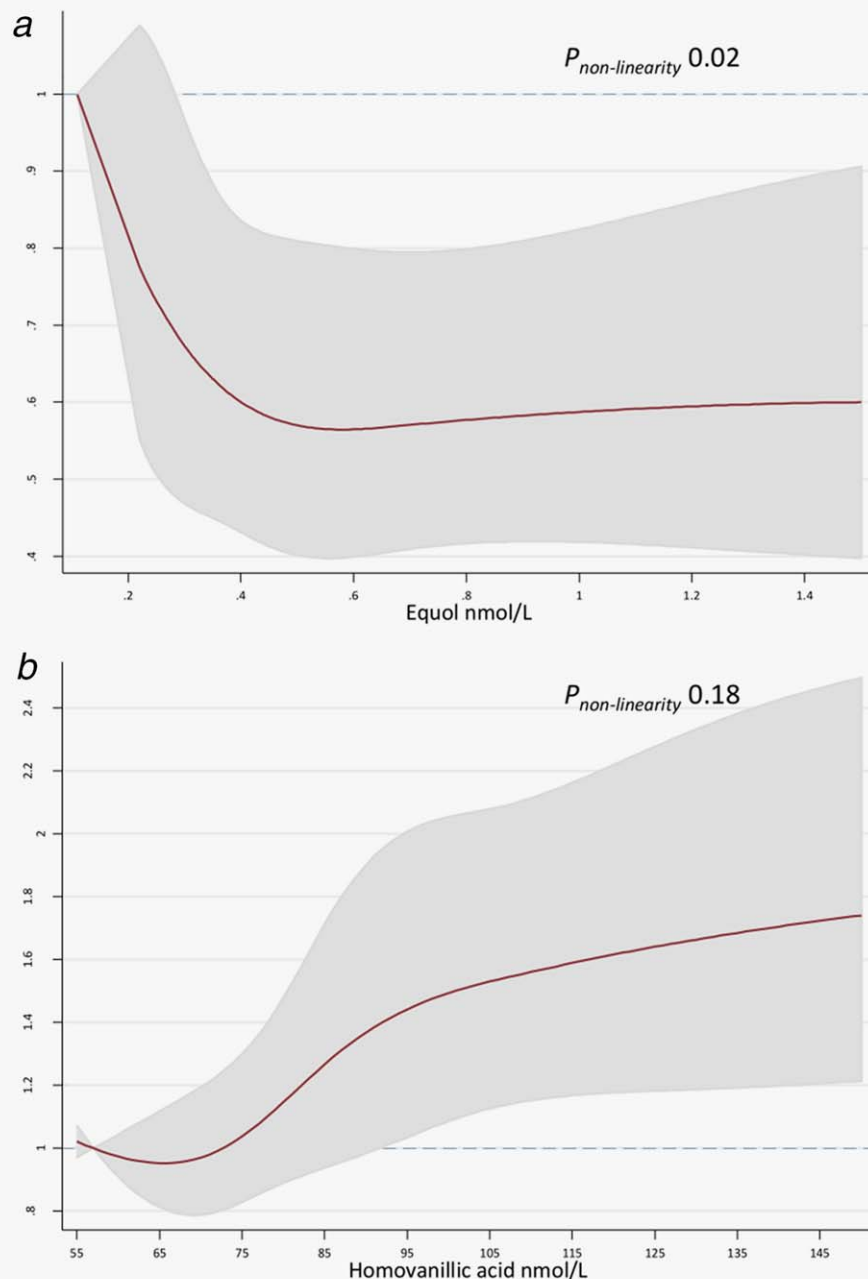 a
P non-linearity 0.02
1
.9
.8
.7
.6
.5
.4
.2 .4 .6 .8 1 1.2 1.4
Equol nmol/L
b
P non-linearity 0.18
2.4
2.2
2
1.8
1.6
1.4
1.2
1
.8
55 65 75 85 95 105 115 125 135 145
Homovanillic acid nmol/L